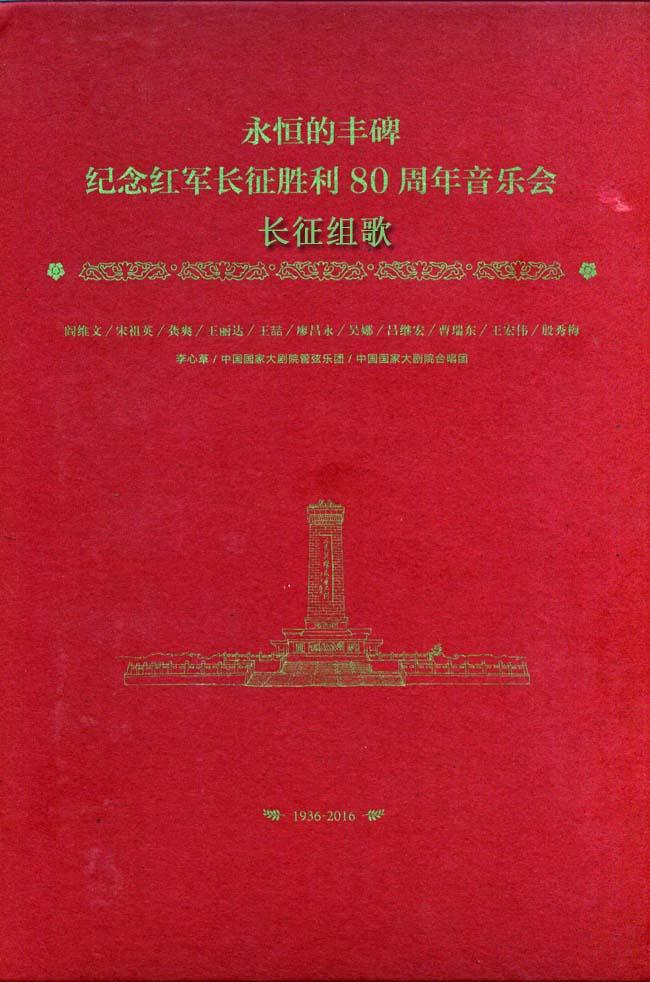 永恒的丰碑
纪念红军长征胜利 80 周年音乐会
长征组歌
阎维文/宋祖英/龚爽/王丽达/王喆/廖昌永/吴娜/吕继宏/曹瑞东/王宏伟/殷秀梅
李心草/中国国家大剧院管弦乐团/中国国家大剧院合唱团
1936-2016